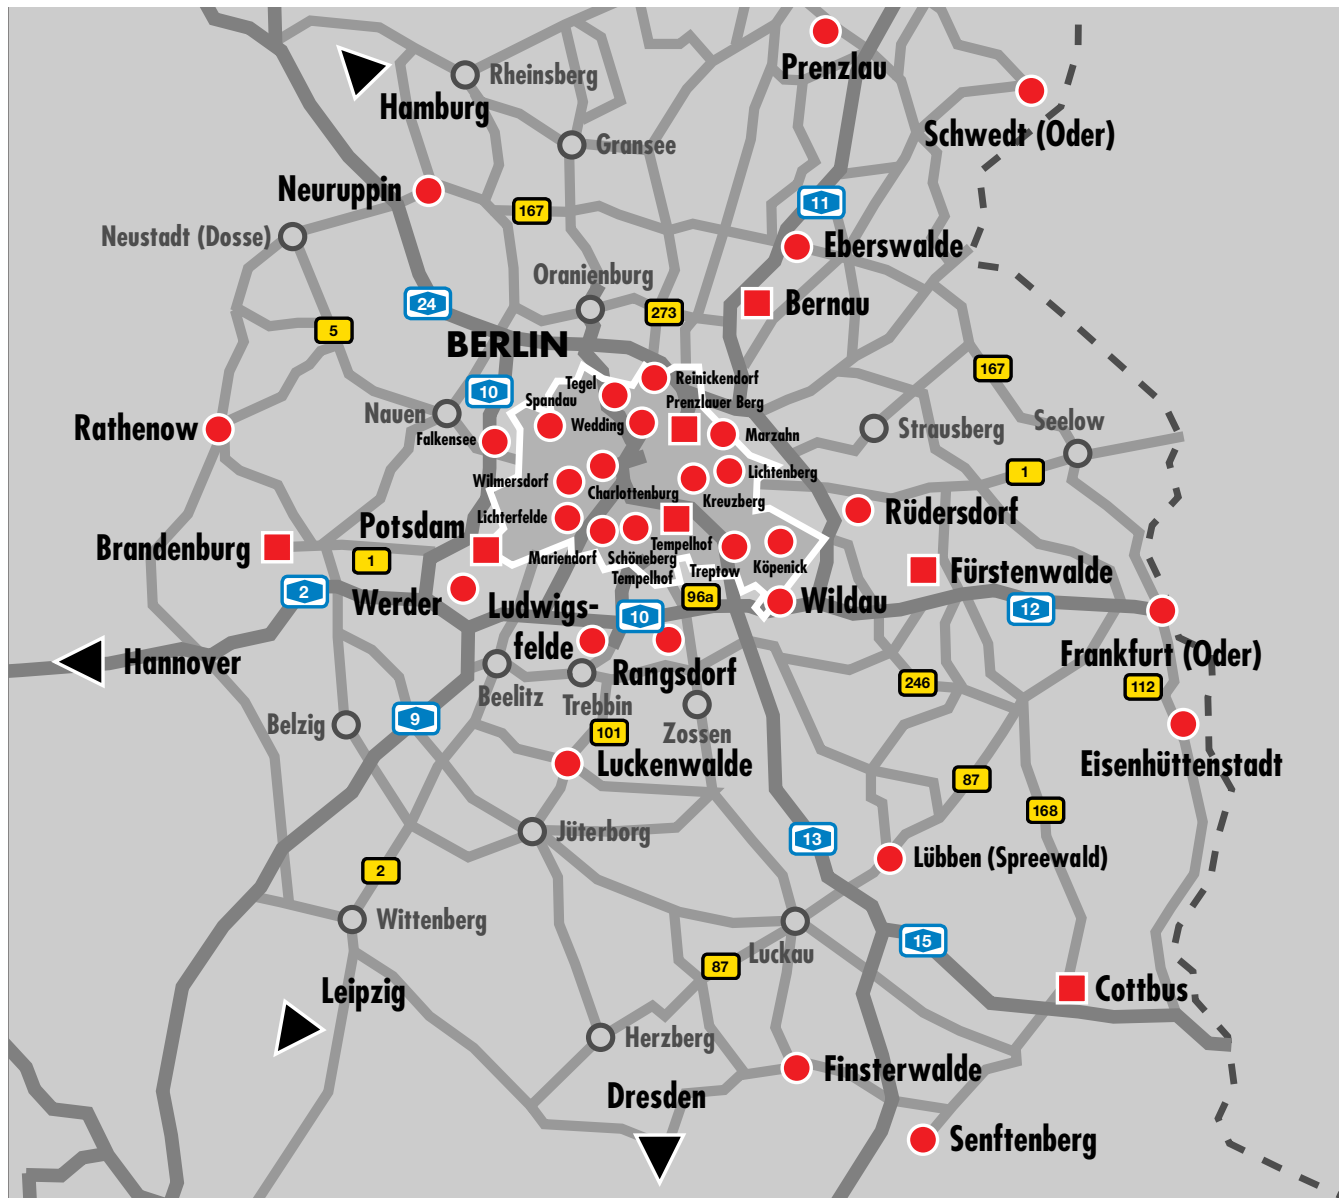 Prenzlau
Rheinsberg
Hamburg
Schwedt (Oder)
Gransee
Neuruppin
167
11
Neustadt (Dosse)
Eberswalde
Oranienburg
24
Bernau
273
5
BERLIN
167
Reinickendorf
Tegel
10
Spandau
Prenzlauer Berg
Nauen
Seelow
Rathenow
Falkensee
Wedding
Marzahn
Strausberg
Wilmersdorf
Lichtenberg
1
Charlottenburg
Kreuzberg
Rüdersdorf
Lichterfelde
Potsdam
Brandenburg
Tempelhof
1
Mariendorf
Schöneberg
Tempelhof
Treptow
Köpenick
Fürstenwalde
2
Werder
Ludwigs-
felde
96a
Wildau
10
12
Hannover
Rangsdorf
Frankfurt (Oder)
246
112
Beelitz
Trebbin
Belzig
9
101
Zossen
Luckenwalde
Eisenhüttenstadt
87
168
Jüterborg
13
Lübben (Spreewald)
2
Wittenberg
15
Luckau
87
Leipzig
Cottbus
Herzberg
Finsterwalde
Dresden
Senftenberg